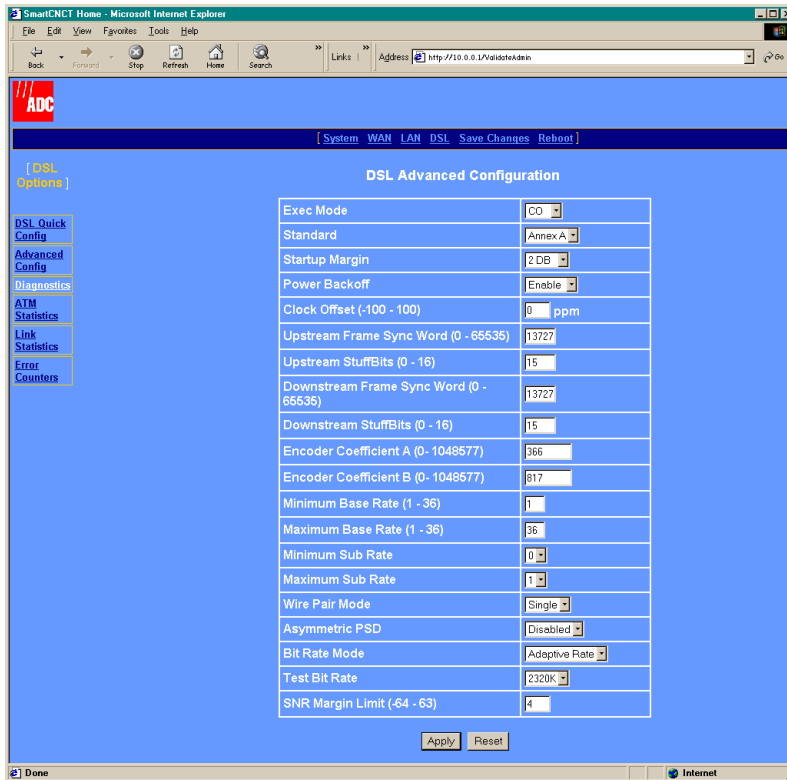 SmartCNCT Home - Microsoft Internet Explorer
File Edit View Favorites Tools Help
Back Forward Stop Refresh Home Search » Links » Address http://10.0.0.1/ValidateAdmin Go
ADC
[ System WAN LAN DSL Save Changes Reboot ]
[ DSL
Options ]
DSL Quick
Config
Advanced
Config
Diagnostics
ATM
Statistics
Link
Statistics
Error
Counters
DSL Advanced Configuration
Exec Mode CO
Standard Annex A
Startup Margin 2 DB
Power Backoff Enable
Clock Offset (-100 - 100) 0 ppm
Upstream Frame Sync Word (0 - 65535) 13727
Upstream StuffBits (0 - 16) 15
Downstream Frame Sync Word (0 -
65535) 13727
Downstream StuffBits (0 - 16) 15
Encoder Coefficient A (0- 1048577) 366
Encoder Coefficient B (0- 1048577) 817
Minimum Base Rate (1 - 36) 1
Maximum Base Rate (1 - 36) 36
Minimum Sub Rate 0
Maximum Sub Rate 1
Wire Pair Mode Single
Asymmetric PSD Disabled
Bit Rate Mode Adaptive Rate
Test Bit Rate 2320K
SNR Margin Limit (-64 - 63) 4
Apply Reset
Done Internet